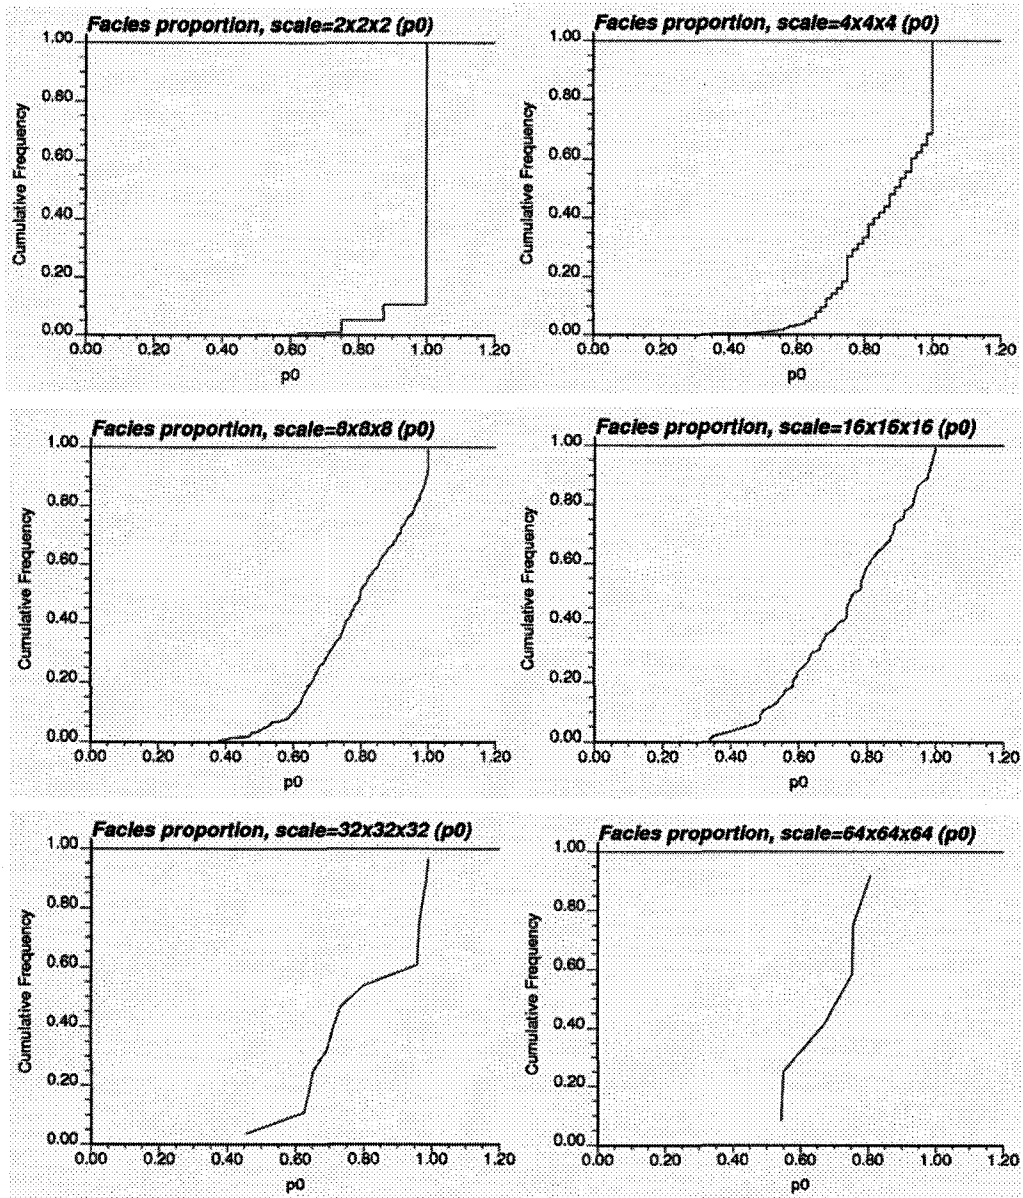 Facies proportion, scale=2x2x2 (p0)
Cumulative Frequency
1.00
0.80
0.60
0.40
0.20
0.00
0.00 0.20 0.40 0.60 0.80 1.00 1.20
p0
Facies proportion, scale=4x4x4 (p0)
Cumulative Frequency
1.00
0.80
0.60
0.40
0.20
0.00
0.00 0.20 0.40 0.60 0.80 1.00 1.20
p0
Facies proportion, scale=8x8x8 (p0)
Cumulative Frequency
1.00
0.80
0.60
0.40
0.20
0.00
0.00 0.20 0.40 0.60 0.80 1.00 1.20
p0
Facies proportion, scale=16x16x16 (p0)
Cumulative Frequency
1.00
0.80
0.60
0.40
0.20
0.00
0.00 0.20 0.40 0.60 0.80 1.00 1.20
p0
Facies proportion, scale=32x32x32 (p0)
Cumulative Frequency
1.00
0.80
0.60
0.40
0.20
0.00
0.00 0.20 0.40 0.60 0.80 1.00 1.20
p0
Facies proportion, scale=64x64x64 (p0)
Cumulative Frequency
1.00
0.80
0.60
0.40
0.20
0.00
0.00 0.20 0.40 0.60 0.80 1.00 1.20
p0